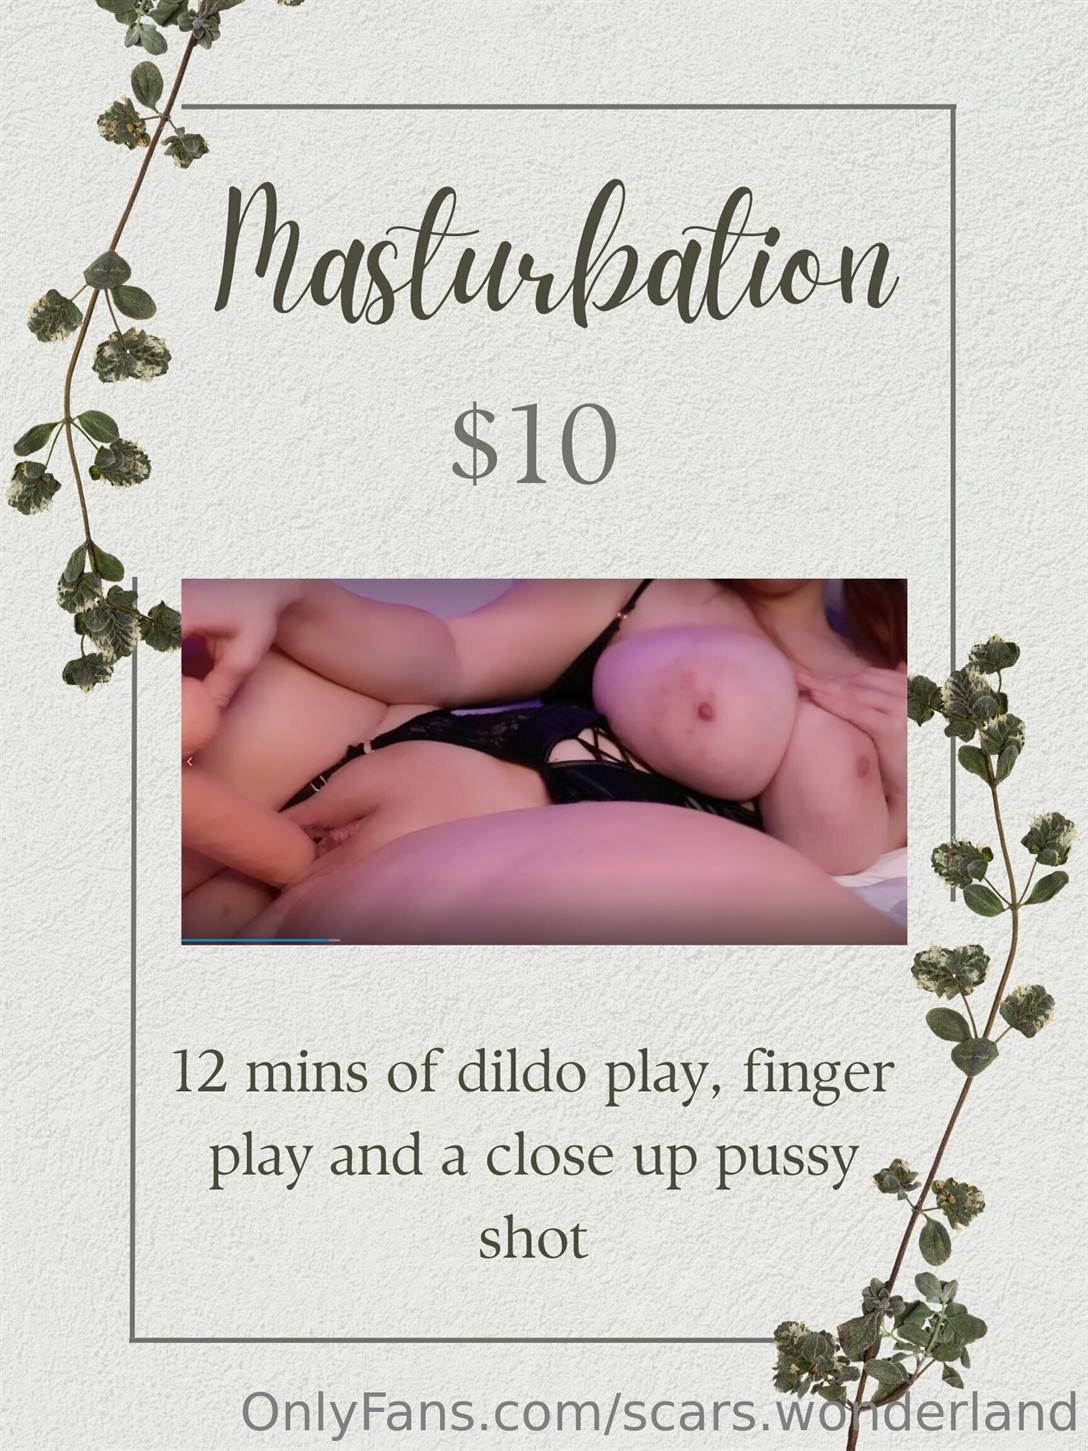 Masturbation
$10
12 mins of dildo play, finger
play and a close up pussy
shot
OnlyFans.com/scars.wonderland